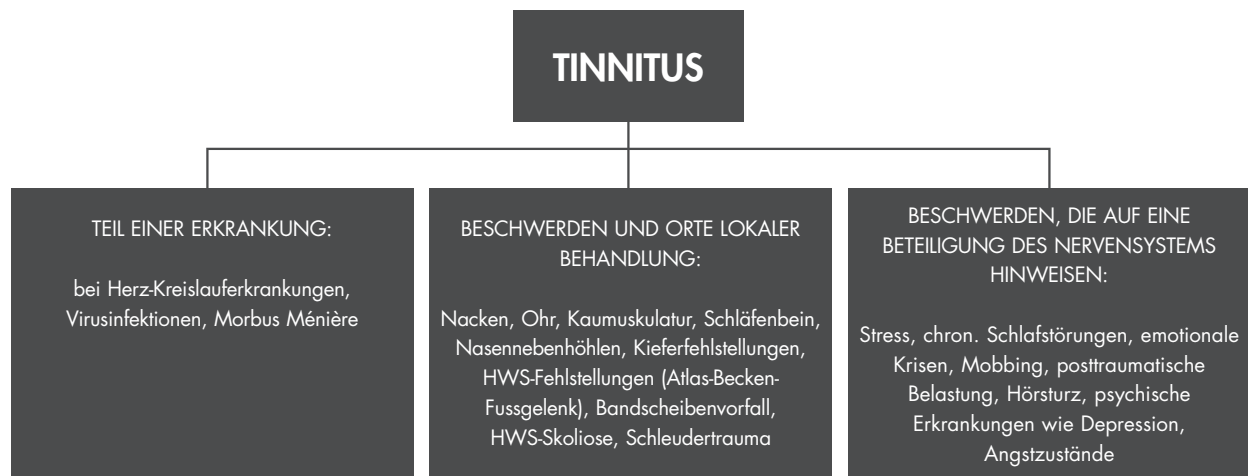 TINNITUS
TEIL EINER ERKRANKUNG:
bei Herz-Kreislauferkrankungen,
Virusinfektionen, Morbus Ménière
BESCHWERDEN UND ORTE LOKALER
BEHANDLUNG:
Nacken, Ohr, Kaumuskulatur, Schläfenbein,
Nasennebenhöhlen, Kieferfehlstellungen,
HWS-Fehlstellungen (Atlas-Becken-
Fussgelenk), Bandscheibenvorfall,
HWS-Skoliose, Schleudertrauma
BESCHWERDEN, DIE AUF EINE
BETEILIGUNG DES NERVENSYSTEMS
HINWEISEN:
Stress, chron. Schlafstörungen, emotionale
Krisen, Mobbing, posttraumatische
Belastung, Hörsturz, psychische
Erkrankungen wie Depression,
Angstzustände